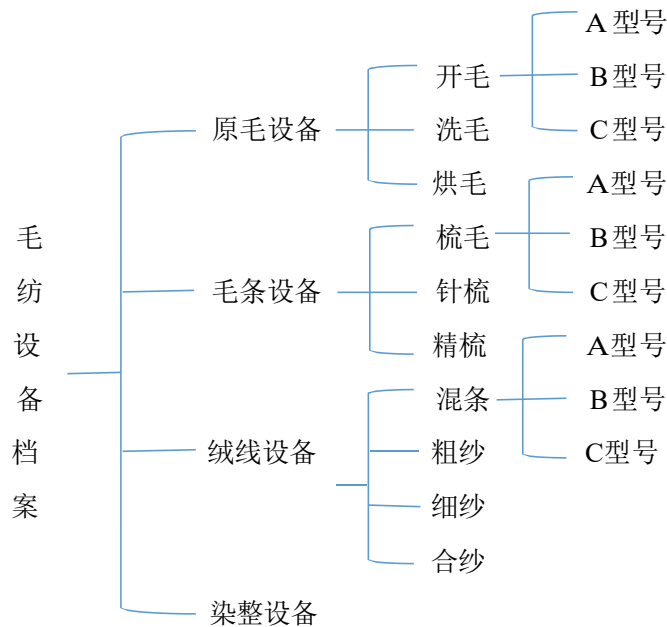 毛纺设备档案
原毛设备
开毛
A 型号
B型号
C型号
洗毛
烘毛
毛条设备
梳毛
A型号
B型号
C型号
针梳
精梳
绒线设备
混条
A型号
B型号
C型号
粗纱
细纱
合纱
染整设备